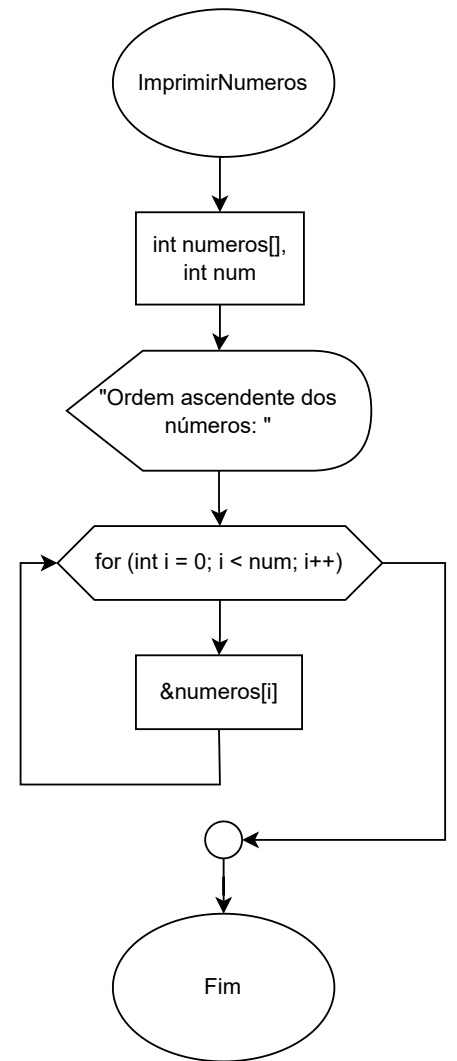 ImprimirNumeros
int numeros[],
int num
"Ordem ascendente dos
números: "
for (int i = 0; i < num; i++)
&numeros[i]
Fim